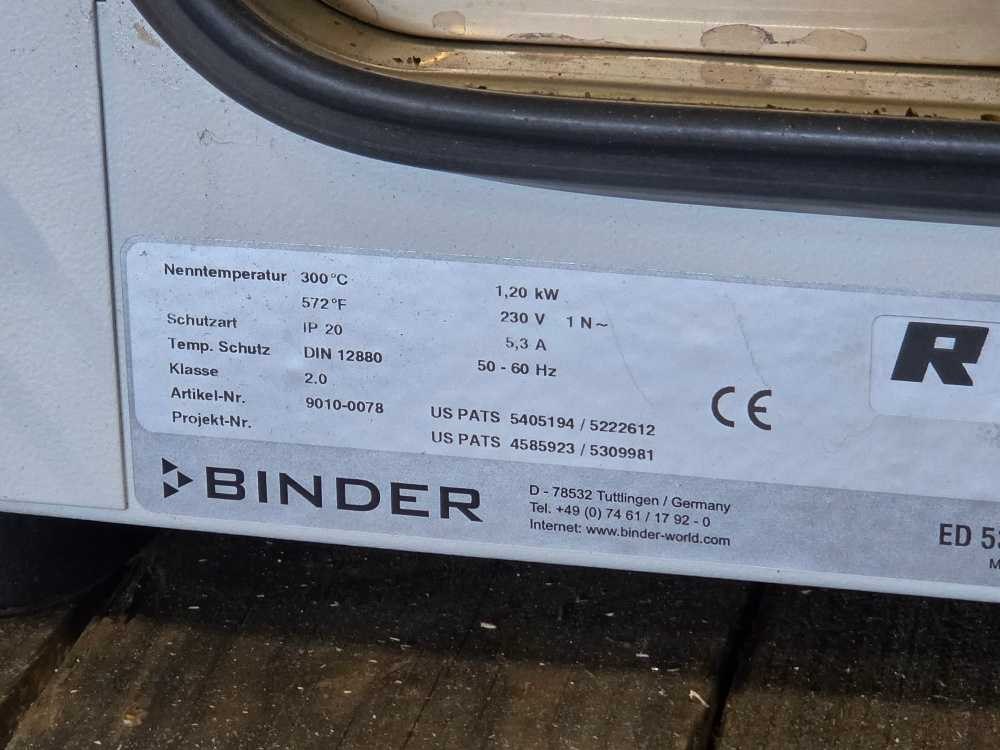 Nenntemperatur 300°C 1,20 kW
572°F 230 V 1 N ~
Schutzart IP 20 5,3 A
Temp. Schutz DIN 12880 50 - 60 Hz
Klasse 2.0
Artikel-Nr. 9010-0078 US PATS 5405194 / 5222612
Projekt-Nr. US PATS 4585923 / 5309981
CE
R
BINDER
D - 78532 Tuttlingen / Germany
Tel. +49 (0) 74 61 / 17 92 - 0
Internet: www.binder-world.com
ED 53